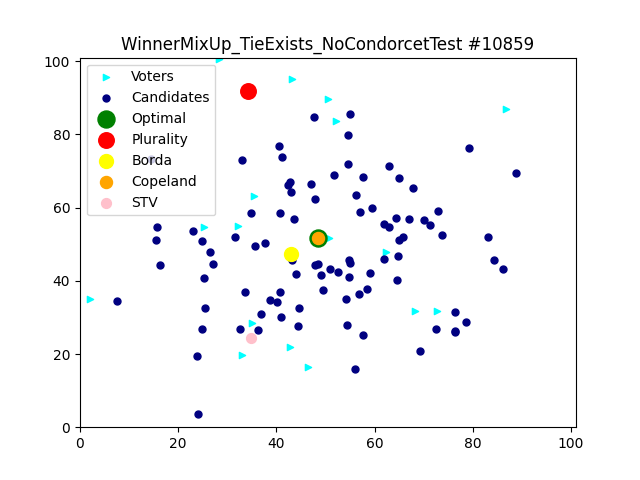 WinnerMixUp_TieExists_NoCondorcetTest #10859
100
80
60
40
20
0
0 20 40 60 80 100
Voters
Candidates
Optimal
Plurality
Borda
Copeland
STV